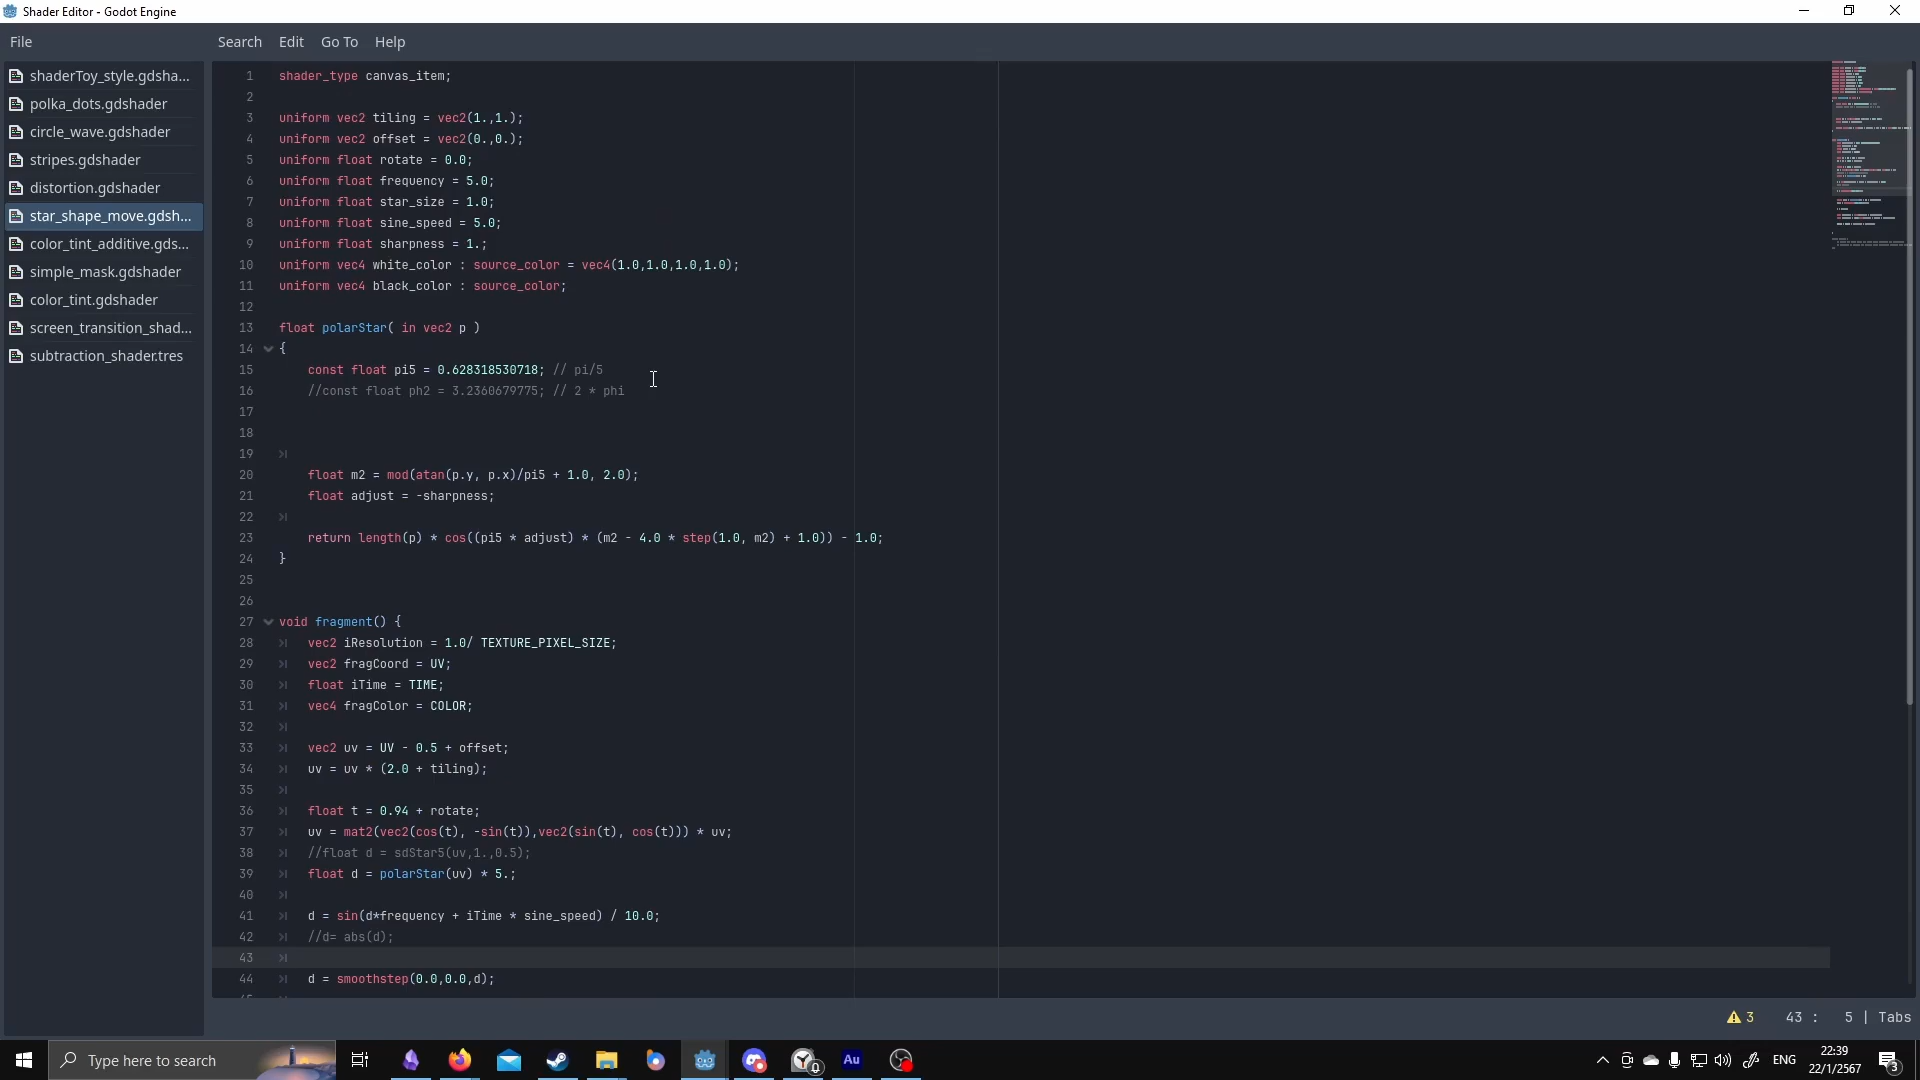 Shader Editor - Godot Engine
File Search Edit Go To Help
shaderToy_style.gdsha...
polka_dots.gdshader
circle_wave.gdshader
stripes.gdshader
distortion.gdshader
star_shape_move.gdsh...
color_tint_additive.gds...
simple_mask.gdshader
color_tint.gdshader
screen_transition_shad...
subtraction_shader.tres
1 shader_type canvas_item;
2
3 uniform vec2 tiling = vec2(1.,1.);
4 uniform vec2 offset = vec2(0.,0.);
5 uniform float rotate = 0.0;
6 uniform float frequency = 5.0;
7 uniform float star_size = 1.0;
8 uniform float sine_speed = 5.0;
9 uniform float sharpness = 1.;
10 uniform vec4 white_color : source_color = vec4(1.0,1.0,1.0,1.0);
11 uniform vec4 black_color : source_color;
12
13 float polarStar( in vec2 p )
14 {
15 const float pi5 = 0.628318530718; // pi/5
16 //const float ph2 = 3.2360679775; // 2 * phi
17
18
19
20 float m2 = mod(atan(p.y, p.x)/pi5 + 1.0, 2.0);
21 float adjust = -sharpness;
22
23 return length(p) * cos((pi5 * adjust) * (m2 - 4.0 * step(1.0, m2) + 1.0)) - 1.0;
24 }
25
26
27 void fragment() {
28 vec2 iResolution = 1.0/ TEXTURE_PIXEL_SIZE;
29 vec2 fragCoord = UV;
30 float iTime = TIME;
31 vec4 fragColor = COLOR;
32
33 vec2 uv = UV - 0.5 + offset;
34 uv = uv * (2.0 + tiling);
35
36 float t = 0.94 + rotate;
37 uv = mat2(vec2(cos(t), -sin(t)),vec2(sin(t), cos(t))) * uv;
38 //float d = sdStar5(uv,1.,0.5);
39 float d = polarStar(uv) * 5.;
40
41 d = sin(d*frequency + iTime * sine_speed) / 10.0;
42 //d= abs(d);
43
44 d = smoothstep(0.0,0.0,d);
3 43 : 5 | Tabs
Type here to search
Au
ENG
22:39
22/1/2567
3